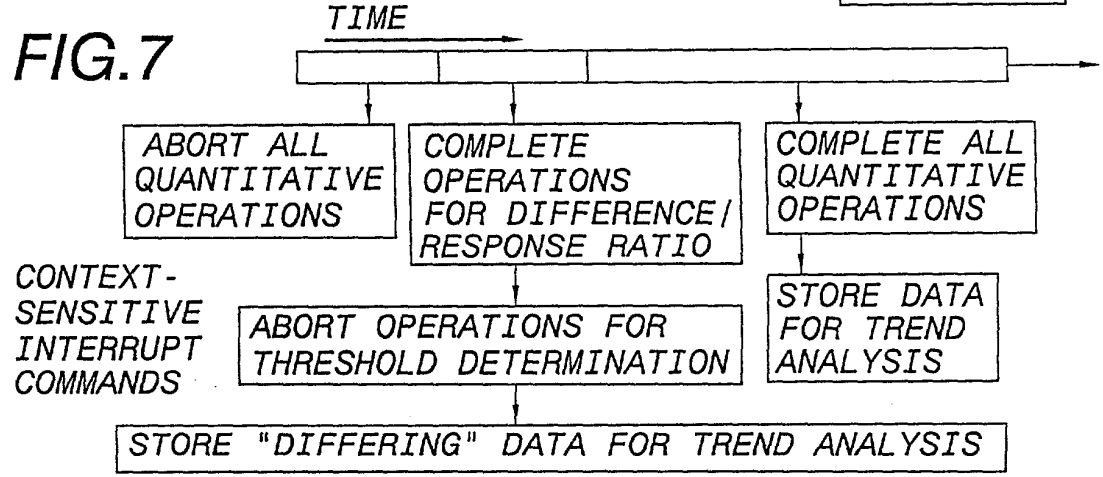 TIME
FIG.7
ABORT ALL
QUANTITATIVE
OPERATIONS
COMPLETE
OPERATIONS
FOR DIFFERENCE/
RESPONSE RATIO
COMPLETE ALL
QUANTITATIVE
OPERATIONS
CONTEXT-
SENSITIVE
INTERRUPT
COMMANDS
ABORT OPERATIONS FOR
THRESHOLD DETERMINATION
STORE DATA
FOR TREND
ANALYSIS
STORE "DIFFERING" DATA FOR TREND ANALYSIS